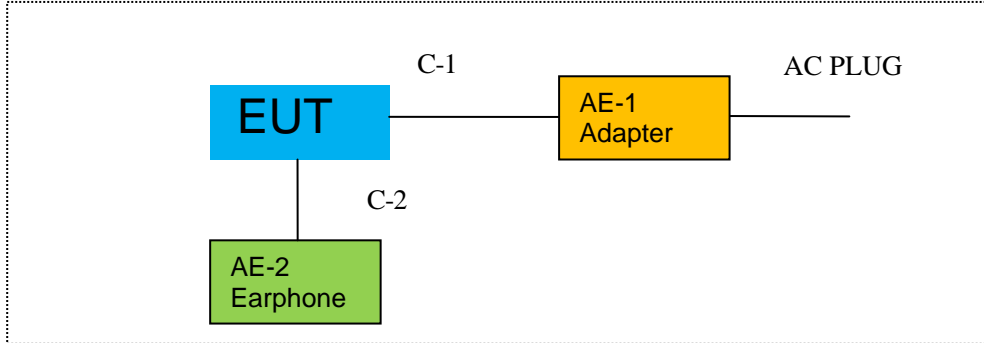 C-1
AC PLUG
EUT
AE-1
Adapter
C-2
AE-2
Earphone